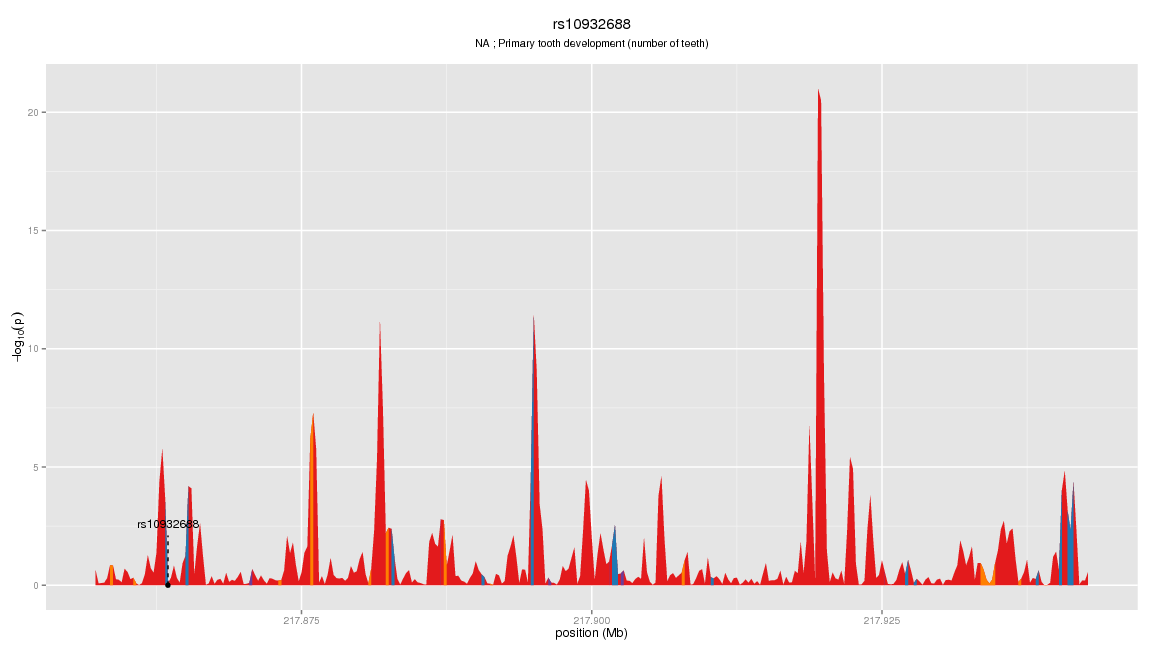 rs10932688
NA ; Primary tooth development (number of teeth)
20
15
10
5
0
−log10(p)
rs10932688
217.875
217.900
217.925
position (Mb)